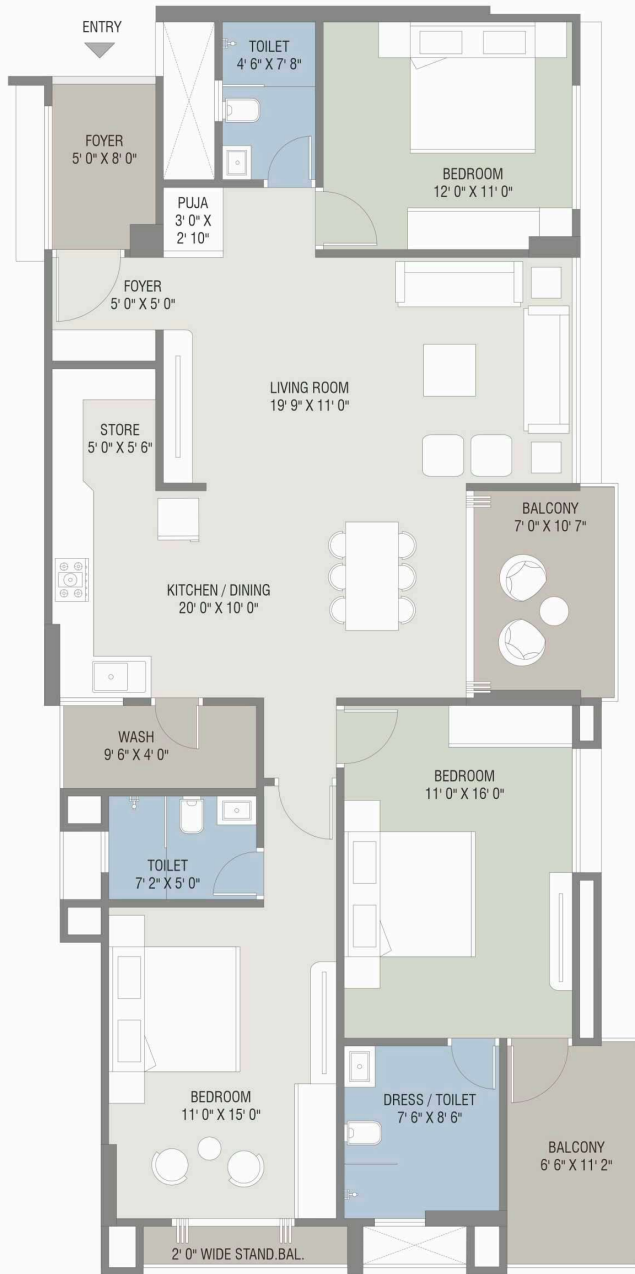 ENTRY
TOILET
4' 6" X 7' 8"
FOYER
5' 0" X 8' 0"
BEDROOM
12' 0" X 11' 0"
PUJA
3' 0" X
2' 10"
FOYER
5' 0" X 5' 0"
LIVING ROOM
19' 9" X 11' 0"
STORE
5' 0" X 5' 6"
BALCONY
7' 0" X 10' 7"
KITCHEN / DINING
20' 0" X 10' 0"
WASH
9' 6" X 4' 0"
BEDROOM
11' 0" X 16' 0"
TOILET
7' 2" X 5' 0"
BEDROOM
11' 0" X 15' 0"
DRESS / TOILET
7' 6" X 8' 6"
BALCONY
6' 6" X 11' 2"
2' 0" WIDE STAND.BAL.